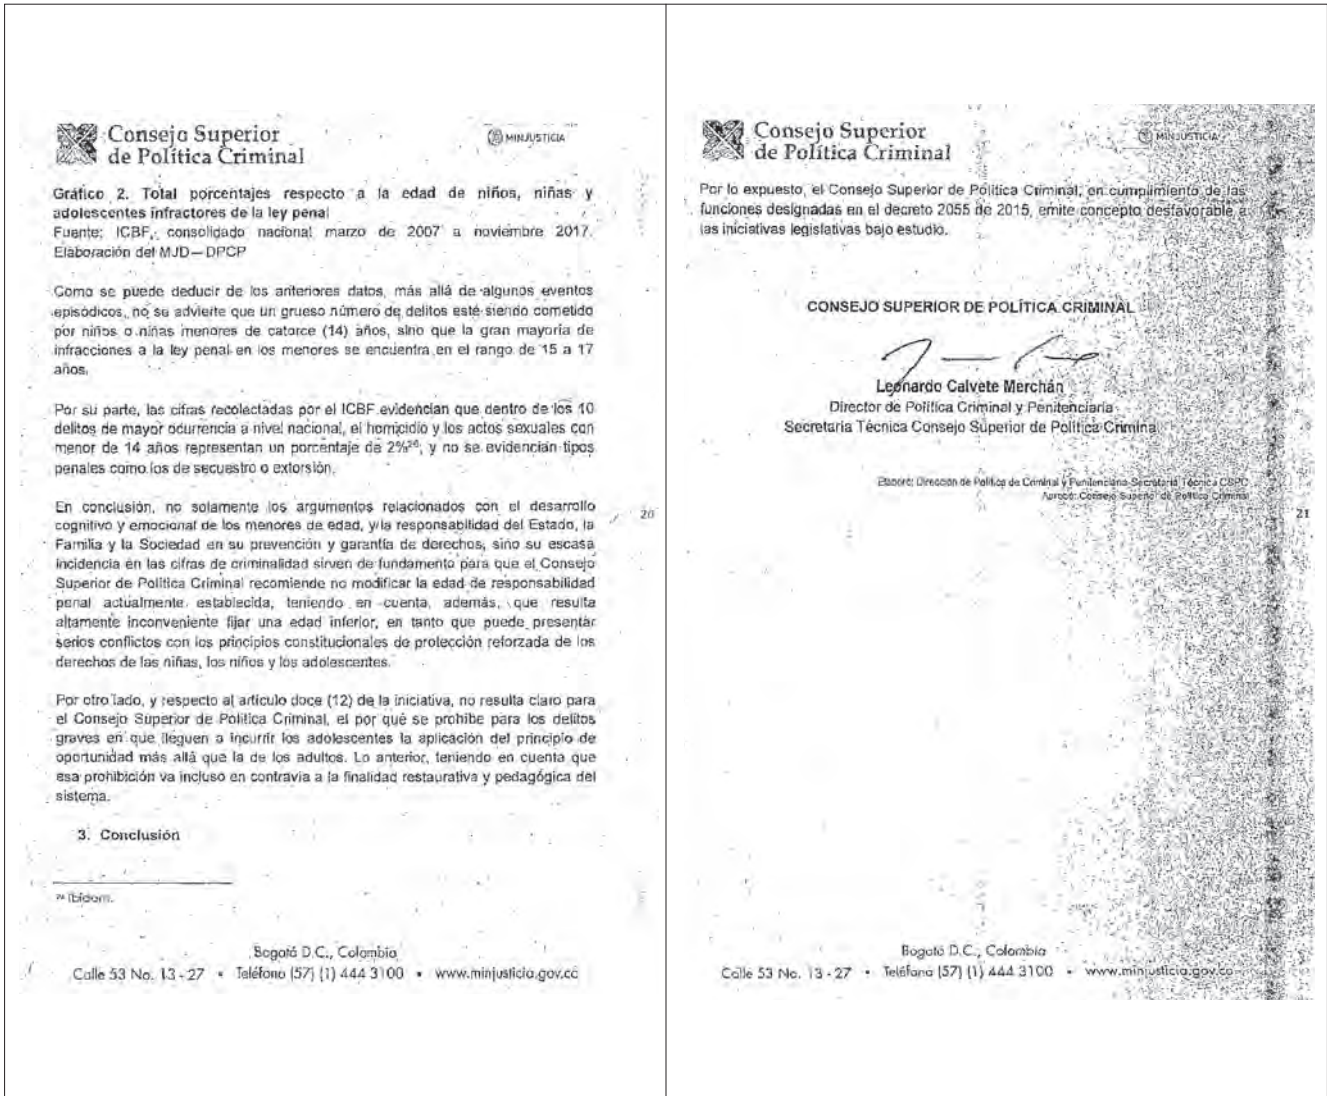 Consejo Superior
de Política Criminal
MINJUSTICIA
Gráfico 2. Total porcentajes respecto a la edad de niños, niñas y
adolescentes infractores de la ley penal
Fuente: ICBF, consolidado nacional marzo de 2007 a noviembre 2017.
Elaboración del MJD—DPCP
Como se puede deducir de los anteriores datos, más allá de algunos eventos
episódicos, no se advierte que un grueso número de delitos esté siendo cometido
por niños o niñas menores de catorce (14) años, sino que la gran mayoría de
infracciones a la ley penal en los menores se encuentra en el rango de 15 a 17
años.
Por su parte, las cifras recolectadas por el ICBF evidencian que dentro de los 10
delitos de mayor ocurrencia a nivel nacional, el homicidio y los actos sexuales con
menor de 14 años representan un porcentaje de 2%²⁶, y no se evidencian tipos
penales como los de secuestro o extorsión.
En conclusión, no solamente los argumentos relacionados con el desarrollo
cognitivo y emocional de los menores de edad, y la responsabilidad del Estado, la
Familia y la Sociedad en su prevención y garantía de derechos, sino su escasa
incidencia en las cifras de criminalidad sirven de fundamento para que el Consejo
Superior de Política Criminal recomiende no modificar la edad de responsabilidad
penal actualmente establecida, teniendo en cuenta, además, que resulta
altamente inconveniente fijar una edad inferior, en tanto que puede presentar
serios conflictos con los principios constitucionales de protección reforzada de los
derechos de las niñas, los niños y los adolescentes.
20
Por otro lado, y respecto al artículo doce (12) de la iniciativa, no resulta claro para
el Consejo Superior de Política Criminal, el por qué se prohibe para los delitos
graves en que lleguen a incurrir los adolescentes la aplicación del principio de
oportunidad más allá que la de los adultos. Lo anterior, teniendo en cuenta que
esa prohibición va incluso en contravía a la finalidad restaurativa y pedagógica del
sistema.
3. Conclusión
Ibídem.
Bogotá D.C., Colombia
Calle 53 No. 13 - 27 • Teléfono (57) (1) 444 3100 • www.minjusticia.gov.co
Consejo Superior
de Política Criminal
MINJUSTICIA
Por lo expuesto, el Consejo Superior de Política Criminal, en cumplimiento de las
funciones designadas en el decreto 2055 de 2015, emite concepto desfavorable a
las iniciativas legislativas bajo estudio.
CONSEJO SUPERIOR DE POLÍTICA CRIMINAL
Leonardo Calvete Merchán
Director de Política Criminal y Penitenciaria
Secretaria Técnica Consejo Superior de Política Criminal
Elaboró: Dirección de Política de Criminal y Penitenciaria-Secretaría Técnica CSPC
Aprobó: Consejo Superior de Política Criminal
21
Bogotá D.C., Colombia
Calle 53 No. 13 - 27 • Teléfono (57) (1) 444 3100 • www.minjusticia.gov.co